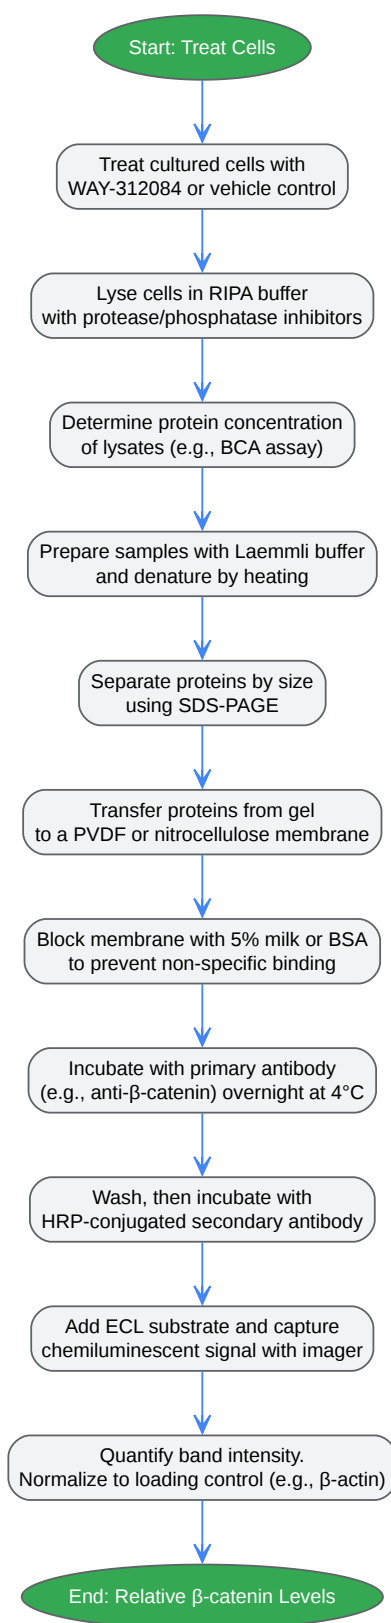 Start: Treat Cells
Treat cultured cells with
WAY-312084 or vehicle control
Lyse cells in RIPA buffer
with protease/phosphatase inhibitors
Determine protein concentration
of lysates (e.g., BCA assay)
Prepare samples with Laemmli buffer
and denature by heating
Separate proteins by size
using SDS-PAGE
Transfer proteins from gel
to a PVDF or nitrocellulose membrane
Block membrane with 5% milk or BSA
to prevent non-specific binding
Incubate with primary antibody
(e.g., anti-β-catenin) overnight at 4°C
Wash, then incubate with
HRP-conjugated secondary antibody
Add ECL substrate and capture
chemiluminescent signal with imager
Quantify band intensity.
Normalize to loading control (e.g., β-actin)
End: Relative β-catenin Levels